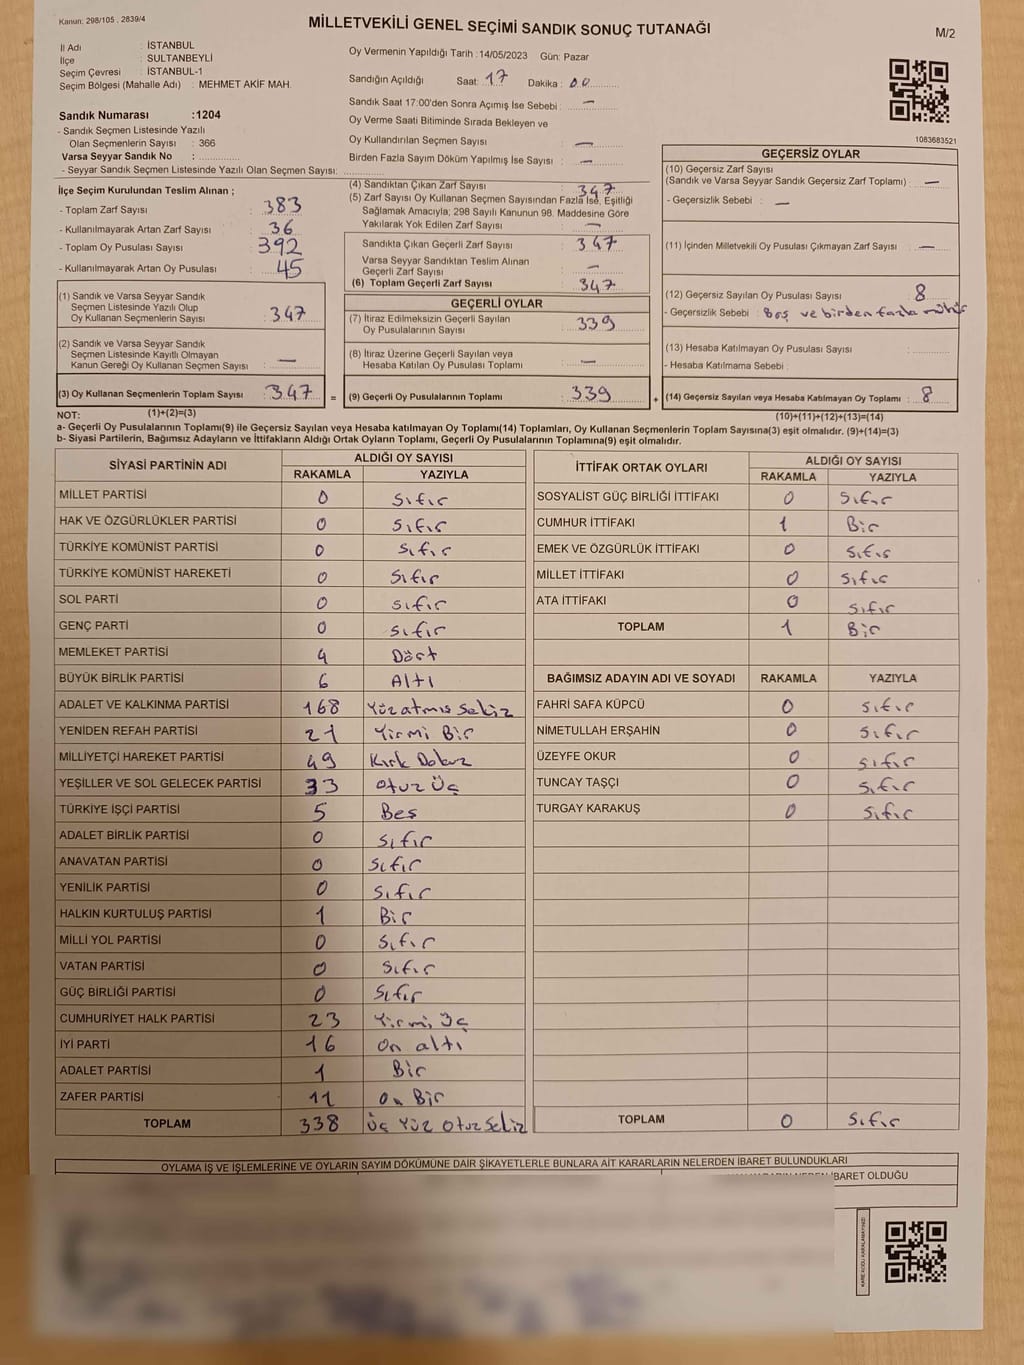 Kanun: 298/105 , 2839/4
MİLLETVEKİLİ GENEL SEÇİMİ SANDIK SONUÇ TUTANAĞI
M/2
İl Adı : İSTANBUL
İlçe : SULTANBEYLİ
Seçim Çevresi : İSTANBUL-1
Seçim Bölgesi (Mahalle Adı) : MEHMET AKİF MAH.
Sandık Numarası :1204
- Sandık Seçmen Listesinde Yazılı
Olan Seçmenlerin Sayısı : 366
Varsa Seyyar Sandık No :
- Seyyar Sandık Seçmen Listesinde Yazılı Olan Seçmen Sayısı:
Oy Vermenin Yapıldığı Tarih :14/05/2023 Gün: Pazar
Sandığın Açıldığı Saat: 17 Dakika : 00
Sandık Saat 17:00'den Sonra Açımış İse Sebebi : —
Oy Verme Saati Bitiminde Sırada Bekleyen ve
Oy Kullandırılan Seçmen Sayısı : —
Birden Fazla Sayım Döküm Yapılmış İse Sayısı : —
1083683521
İlçe Seçim Kurulundan Teslim Alınan ;
- Toplam Zarf Sayısı : 383
- Kullanılmayarak Artan Zarf Sayısı : 36
- Toplam Oy Pusulası Sayısı : 392
- Kullanılmayarak Artan Oy Pusulası : 45
(1) Sandık ve Varsa Seyyar Sandık
Seçmen Listesinde Yazılı Olup
Oy Kullanan Seçmenlerin Sayısı : 347
(2) Sandık ve Varsa Seyyar Sandık
Seçmen Listesinde Kayıtlı Olmayan
Kanun Gereği Oy Kullanan Seçmen Sayısı : —
(3) Oy Kullanan Seçmenlerin Toplam Sayısı : 347 =
(1)+(2)=(3)
(4) Sandıktan Çıkan Zarf Sayısı : 347
(5) Zarf Sayısı Oy Kullanan Seçmen Sayısından Fazla İse, Eşitliği
Sağlamak Amacıyla; 298 Sayılı Kanunun 98. Maddesine Göre
Yakılarak Yok Edilen Zarf Sayısı : —
Sandıkta Çıkan Geçerli Zarf Sayısı : 347
Varsa Seyyar Sandıktan Teslim Alınan
Geçerli Zarf Sayısı : —
(6) Toplam Geçerli Zarf Sayısı : 347
GEÇERLİ OYLAR
(7) İtiraz Edilmeksizin Geçerli Sayılan
Oy Pusulalarının Sayısı : 339
(8) İtiraz Üzerine Geçerli Sayılan veya
Hesaba Katılan Oy Pusulası Toplamı : —
(9) Geçerli Oy Pusulalarının Toplamı : 339 +
GEÇERSİZ OYLAR
(10) Geçersiz Zarf Sayısı
(Sandık ve Varsa Seyyar Sandık Geçersiz Zarf Toplamı) : —
- Geçersizlik Sebebi : —
(11) İçinden Milletvekili Oy Pusulası Çıkmayan Zarf Sayısı : —
(12) Geçersiz Sayılan Oy Pusulası Sayısı : 8
- Geçersizlik Sebebi : Boş ve birden fazla mühür
(13) Hesaba Katılmayan Oy Pusulası Sayısı :
- Hesaba Katılmama Sebebi :
(14) Geçersiz Sayılan veya Hesaba Katılmayan Oy Toplamı : 8
(10)+(11)+(12)+(13)=(14)
NOT:
a- Geçerli Oy Pusulalarının Toplamı(9) ile Geçersiz Sayılan veya Hesaba katılmayan Oy Toplamı(14) Toplamları, Oy Kullanan Seçmenlerin Toplam Sayısına(3) eşit olmalıdır. (9)+(14)=(3)
b- Siyasi Partilerin, Bağımsız Adayların ve İttifakların Aldığı Ortak Oyların Toplamı, Geçerli Oy Pusulalarının Toplamına(9) eşit olmalıdır.
SİYASİ PARTİNİN ADI ALDIĞI OY SAYISI
RAKAMLA YAZIYLA
MİLLET PARTİSİ 0 Sıfır
HAK VE ÖZGÜRLÜKLER PARTİSİ 0 Sıfır
TÜRKİYE KOMÜNİST PARTİSİ 0 Sıfır
TÜRKİYE KOMÜNİST HAREKETİ 0 Sıfır
SOL PARTİ 0 Sıfır
GENÇ PARTİ 0 Sıfır
MEMLEKET PARTİSİ 4 Dört
BÜYÜK BİRLİK PARTİSİ 6 Altı
ADALET VE KALKINMA PARTİSİ 168 Yüz atmış Sekiz
YENİDEN REFAH PARTİSİ 21 Yirmi Bir
MİLLİYETÇİ HAREKET PARTİSİ 49 Kırk Dokuz
YEŞİLLER VE SOL GELECEK PARTİSİ 33 Otuz Üç
TÜRKİYE İŞÇİ PARTİSİ 5 Beş
ADALET BİRLİK PARTİSİ 0 Sıfır
ANAVATAN PARTİSİ 0 Sıfır
YENİLİK PARTİSİ 0 Sıfır
HALKIN KURTULUŞ PARTİSİ 1 Bir
MİLLİ YOL PARTİSİ 0 Sıfır
VATAN PARTİSİ 0 Sıfır
GÜÇ BİRLİĞİ PARTİSİ 0 Sıfır
CUMHURİYET HALK PARTİSİ 23 Yirmi Üç
İYİ PARTİ 16 On altı
ADALET PARTİSİ 1 Bir
ZAFER PARTİSİ 11 On Bir
TOPLAM 338 Üç Yüz Otuz Sekiz
İTTİFAK ORTAK OYLARI ALDIĞI OY SAYISI
RAKAMLA YAZIYLA
SOSYALİST GÜÇ BİRLİĞİ İTTİFAKI 0 Sıfır
CUMHUR İTTİFAKI 1 Bir
EMEK VE ÖZGÜRLÜK İTTİFAKI 0 Sıfır
MİLLET İTTİFAKI 0 Sıfır
ATA İTTİFAKI 0 Sıfır
TOPLAM 1 Bir
BAĞIMSIZ ADAYIN ADI VE SOYADI RAKAMLA YAZIYLA
FAHRİ SAFA KÜPCÜ 0 Sıfır
NİMETULLAH ERŞAHİN 0 Sıfır
ÜZEYFE OKUR 0 Sıfır
TUNCAY TAŞÇI 0 Sıfır
TURGAY KARAKUŞ 0 Sıfır
TOPLAM 0 Sıfır
OYLAMA İŞ VE İŞLEMLERİNE VE OYLARIN SAYIM DÖKÜMÜNE DAİR ŞİKAYETLERLE BUNLARA AİT KARARLARIN NELERDEN İBARET BULUNDUKLARI
İBARET OLDUĞU
KARE KODU KARALAMAYINIZ!